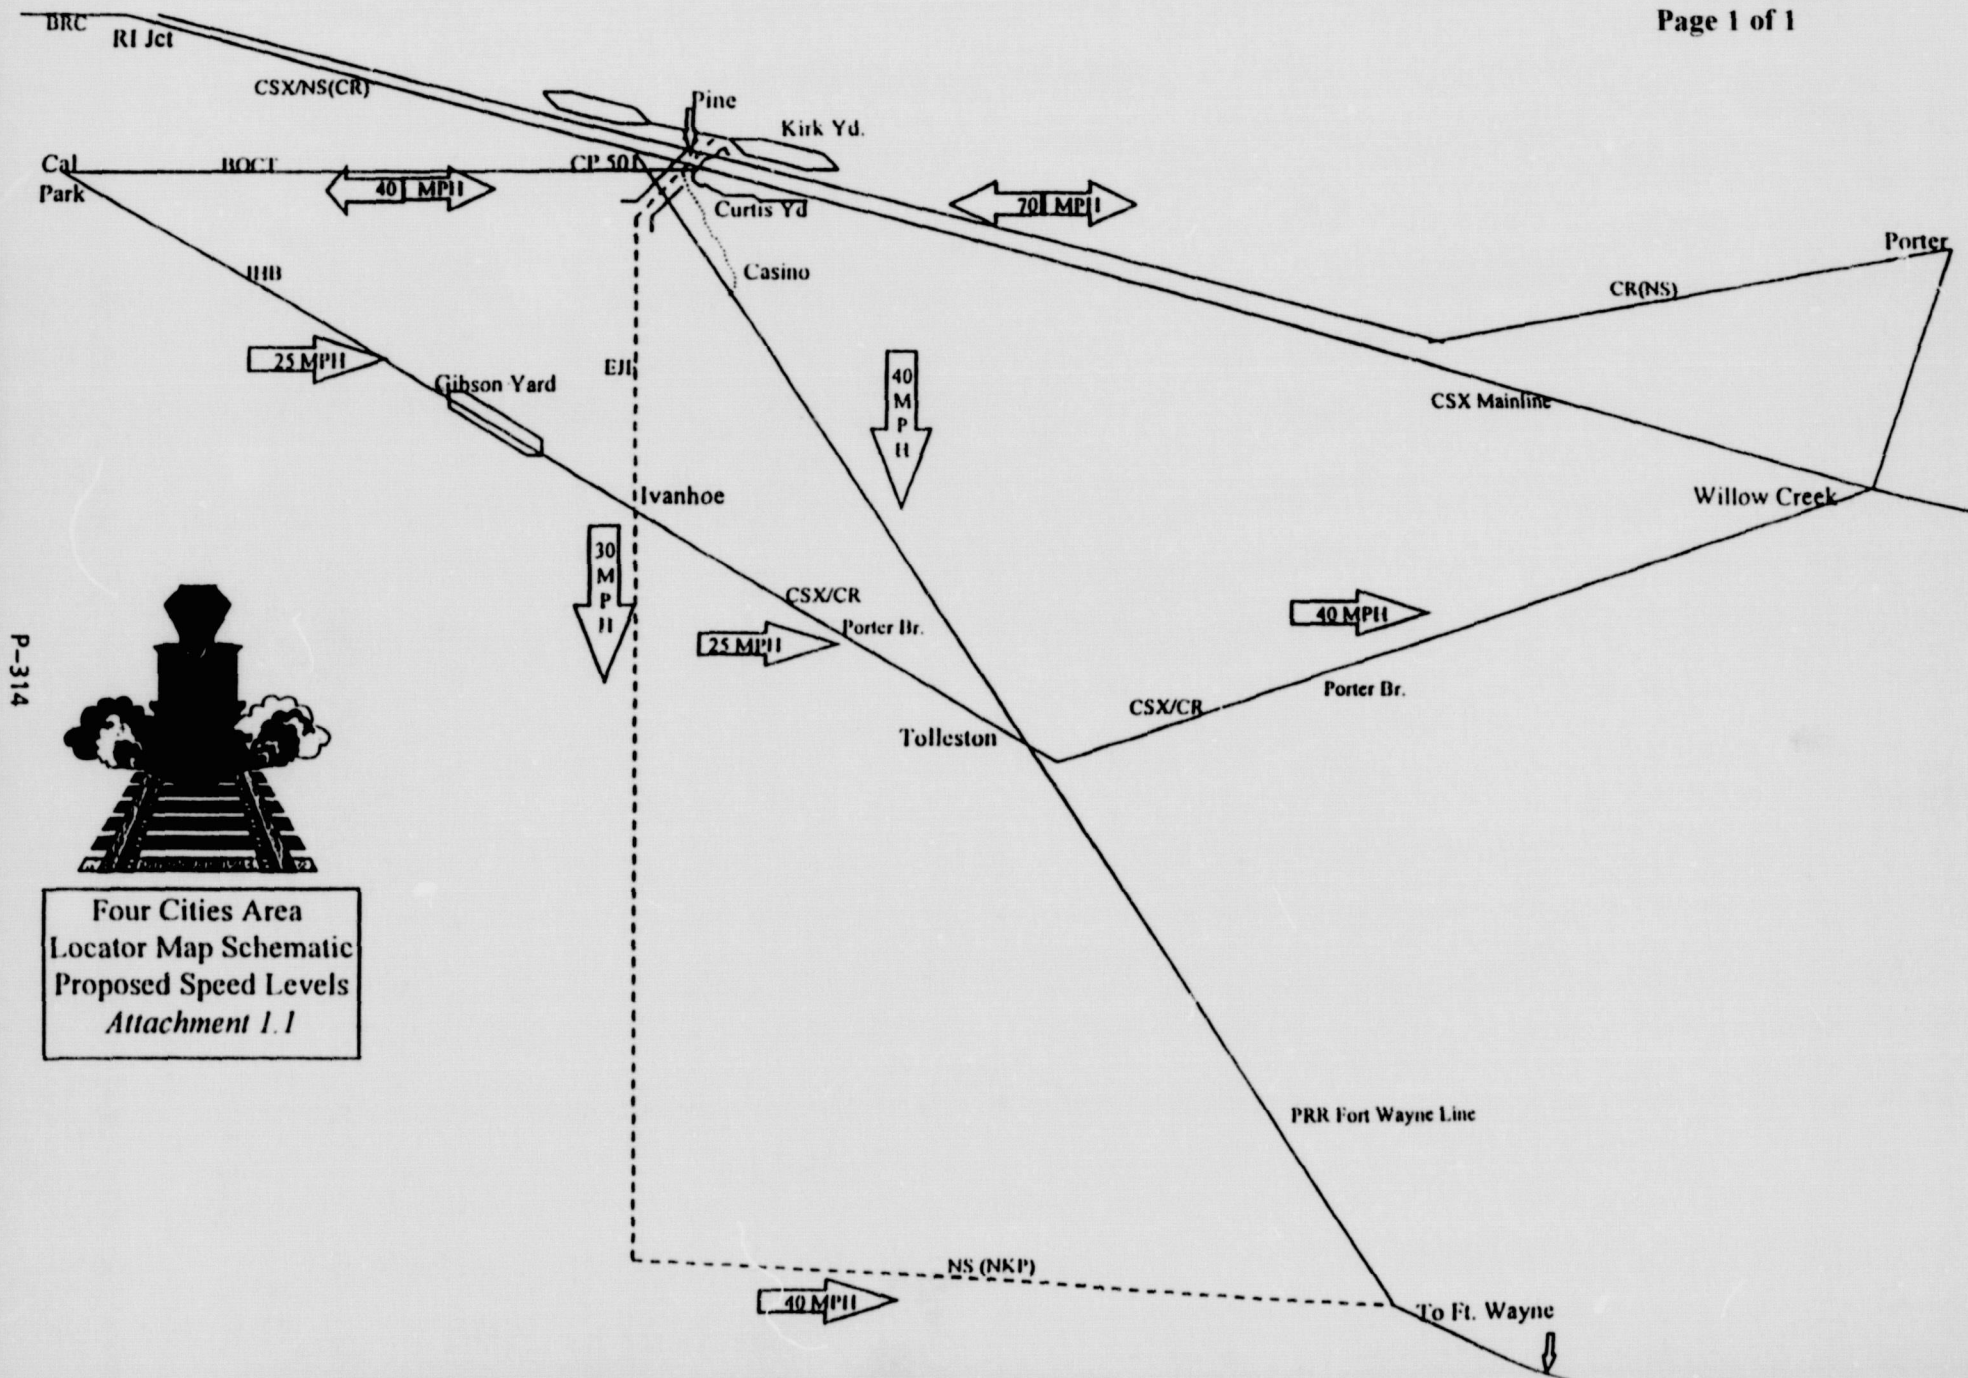 Page 1 of 1
BRC
RI Jct
CSX/NS(CR)
Pine
Kirk Yd.
Cal
Park
BOCT
CP 501
40 MPH
Curtis Yd
70 MPH
Porter
CR(NS)
Casino
IHB
25 MPH
EJE
Gibson Yard
40
M
P
H
CSX Mainline
Ivanhoe
Willow Creek
30
M
P
H
CSX/CR
Porter Br.
25 MPH
40 MPH
CSX/CR
Porter Br.
Tolleston
P-314
Four Cities Area
Locator Map Schematic
Proposed Speed Levels
Attachment 1.1
PRR Fort Wayne Line
NS (NKP)
40 MPH
To Ft. Wayne